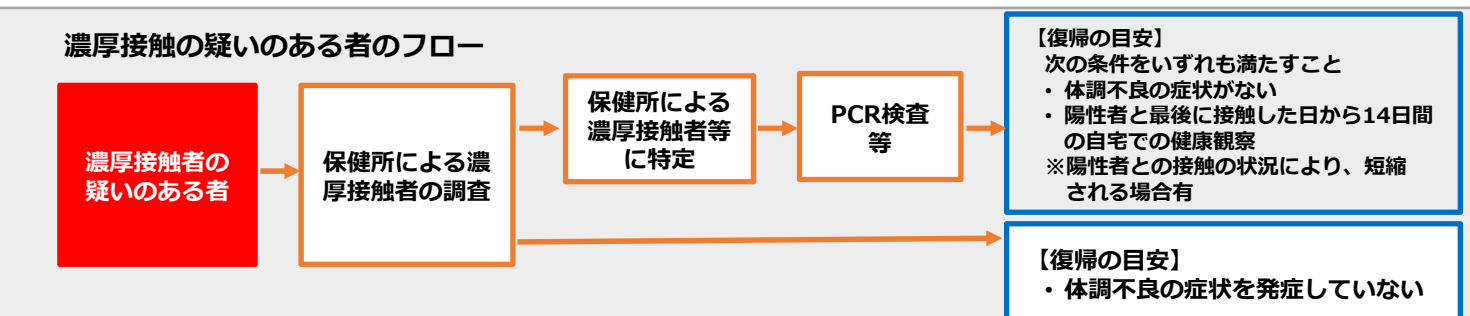 濃厚接触の疑いのある者のフロー
濃厚接触者の
疑いのある者
保健所による濃
厚接触者の調査
保健所による
濃厚接触者等
に特定
PCR検査
等
【復帰の目安】
次の条件をいずれも満たすこと
・ 体調不良の症状がない
・ 陽性者と最後に接触した日から14日間
の自宅での健康観察
※陽性者との接触の状況により、短縮
される場合有
【復帰の目安】
・ 体調不良の症状を発症していない